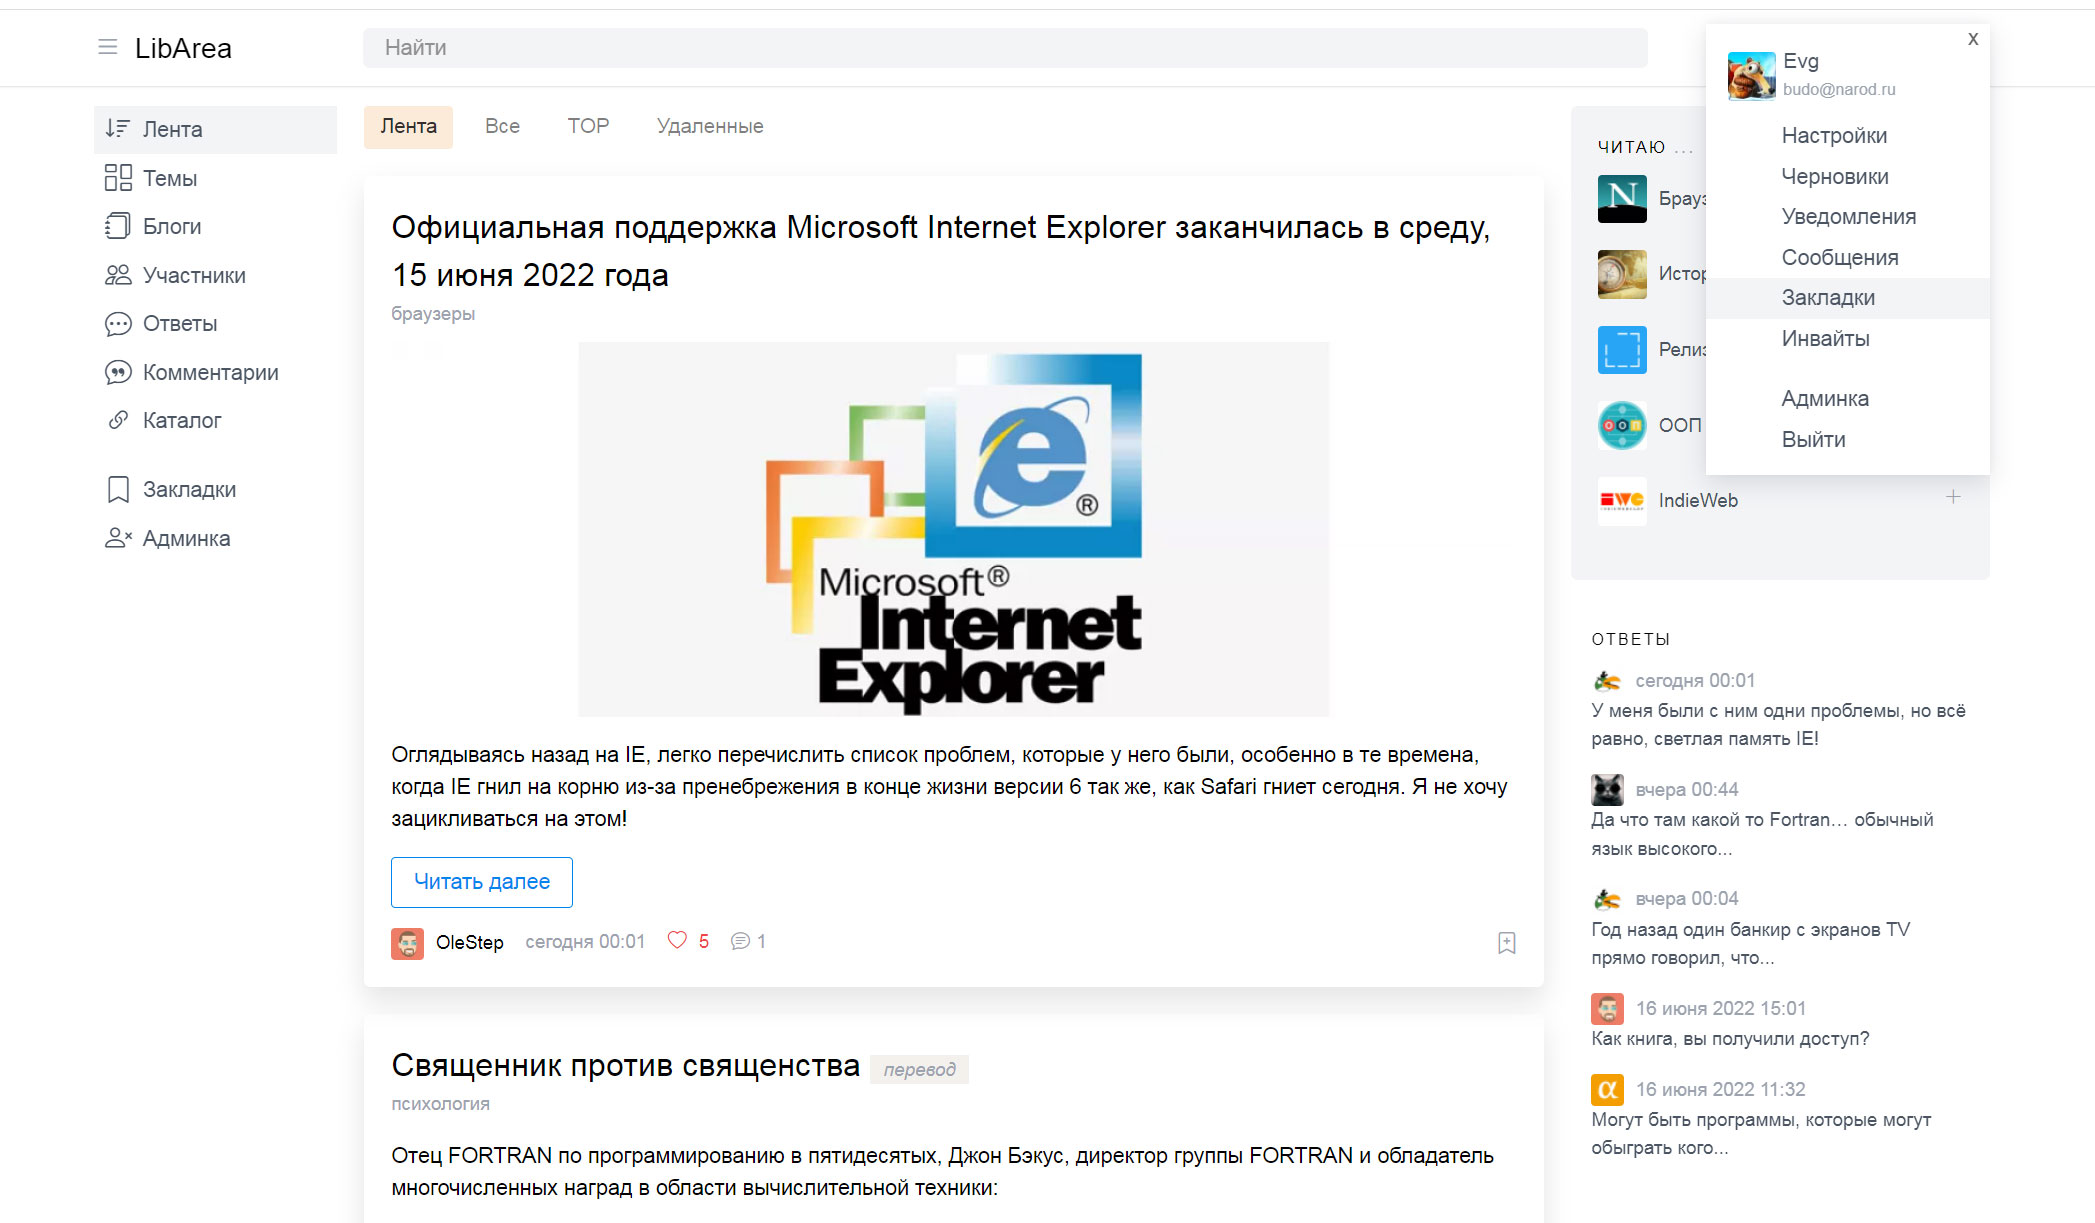 LibArea
Найти
x
Evg
budo@narod.ru
Настройки
Черновики
Уведомления
Сообщения
Закладки
Инвайты
Админка
Выйти
Лента
Темы
Блоги
Участники
Ответы
Комментарии
Каталог
Закладки
Админка
Лента Все TOP Удаленные
Официальная поддержка Microsoft Internet Explorer заканчилась в среду,
15 июня 2022 года
браузеры
®
Microsoft®
Internet
Explorer
Оглядываясь назад на IE, легко перечислить список проблем, которые у него были, особенно в те времена,
когда IE гнил на корню из-за пренебрежения в конце жизни версии 6 так же, как Safari гниет сегодня. Я не хочу
зацикливаться на этом!
Читать далее
OleStep сегодня 00:01 5 1
Священник против священства перевод
психология
Отец FORTRAN по программированию в пятидесятых, Джон Бэкус, директор группы FORTRAN и обладатель
многочисленных наград в области вычислительной техники:
ЧИТАЮ ...
N Брауз
Истор
Релиз
ООП
IndieWeb
ОТВЕТЫ
сегодня 00:01
У меня были с ним одни проблемы, но всё
равно, светлая память IE!
вчера 00:44
Да что там какой то Fortran… обычный
язык высокого...
вчера 00:04
Год назад один банкир с экранов TV
прямо говорил, что...
16 июня 2022 15:01
Как книга, вы получили доступ?
α 16 июня 2022 11:32
Могут быть программы, которые могут
обыграть кого...